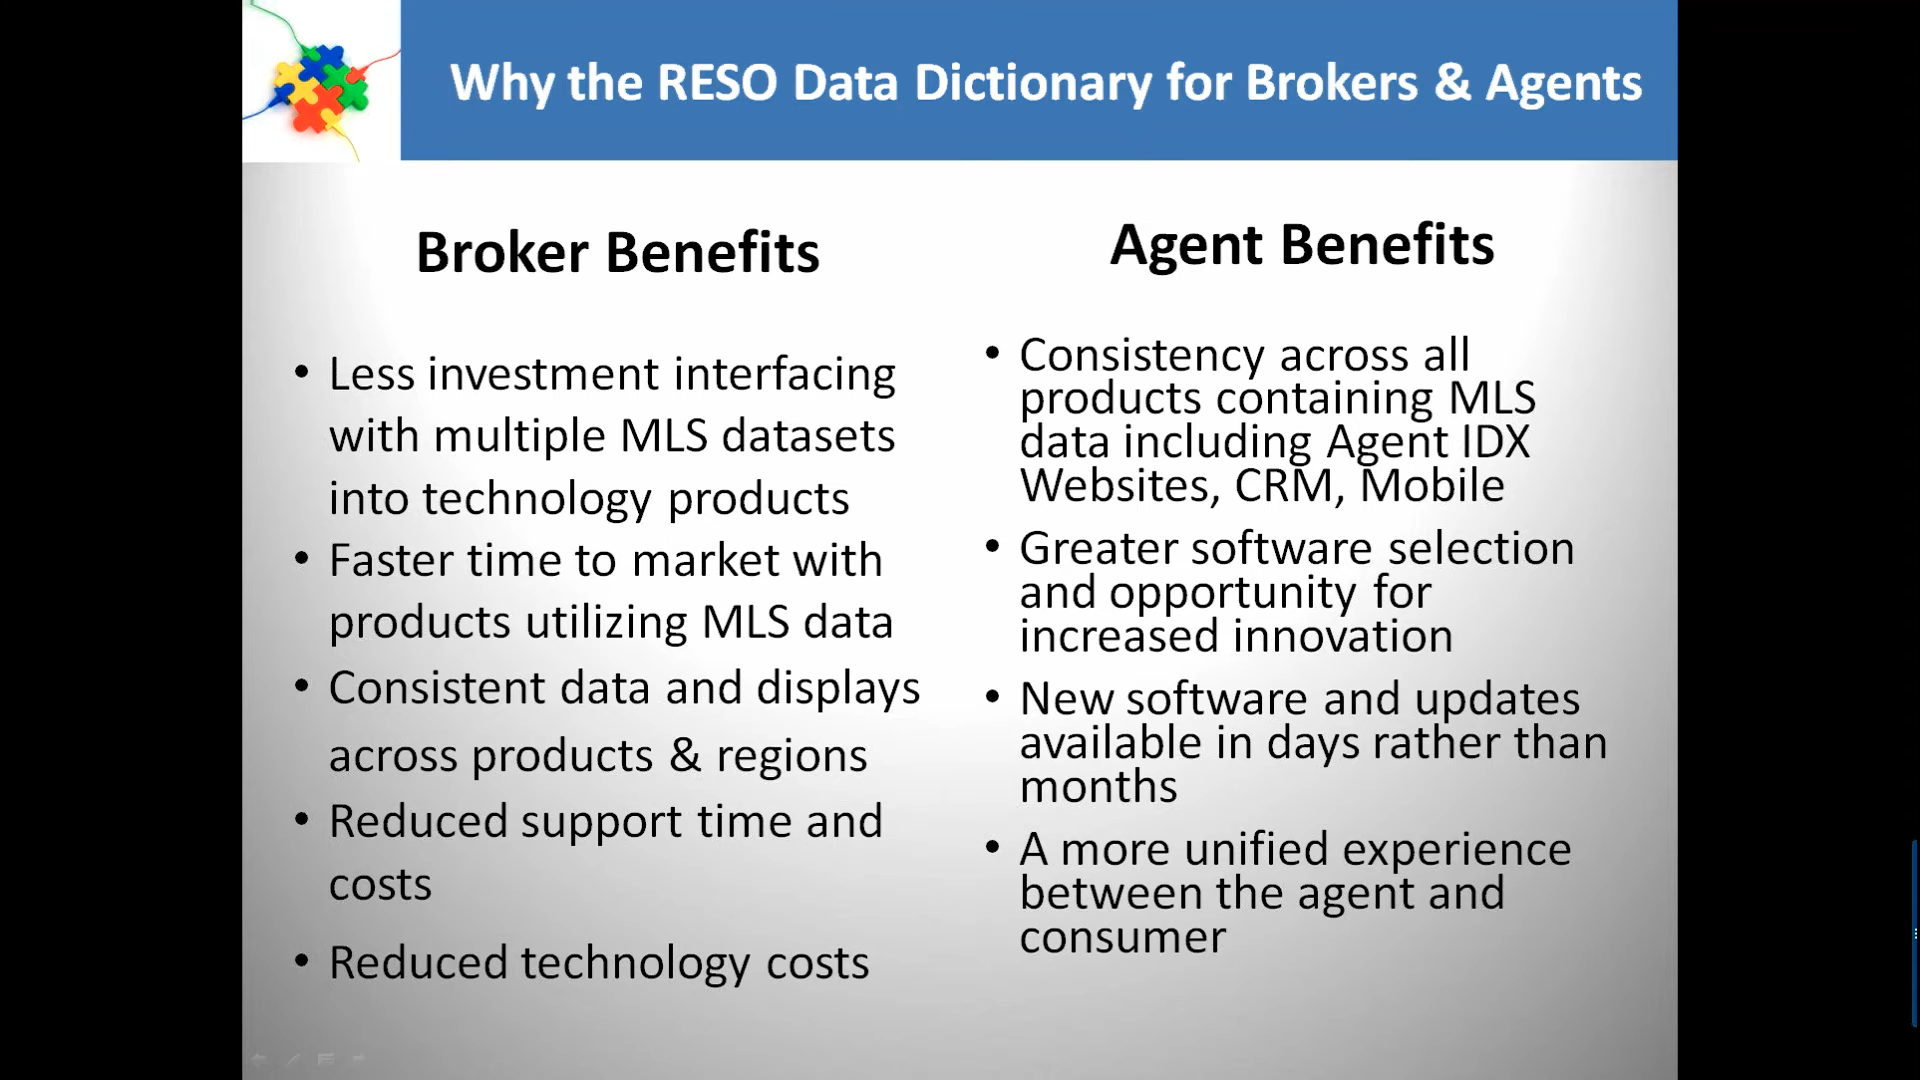 Why the RESO Data Dictionary for Brokers & Agents
Broker Benefits
• Less investment interfacing
with multiple MLS datasets
into technology products
• Faster time to market with
products utilizing MLS data
• Consistent data and displays
across products & regions
• Reduced support time and
costs
• Reduced technology costs
Agent Benefits
• Consistency across all
products containing MLS
data including Agent IDX
Websites, CRM, Mobile
• Greater software selection
and opportunity for
increased innovation
• New software and updates
available in days rather than
months
• A more unified experience
between the agent and
consumer